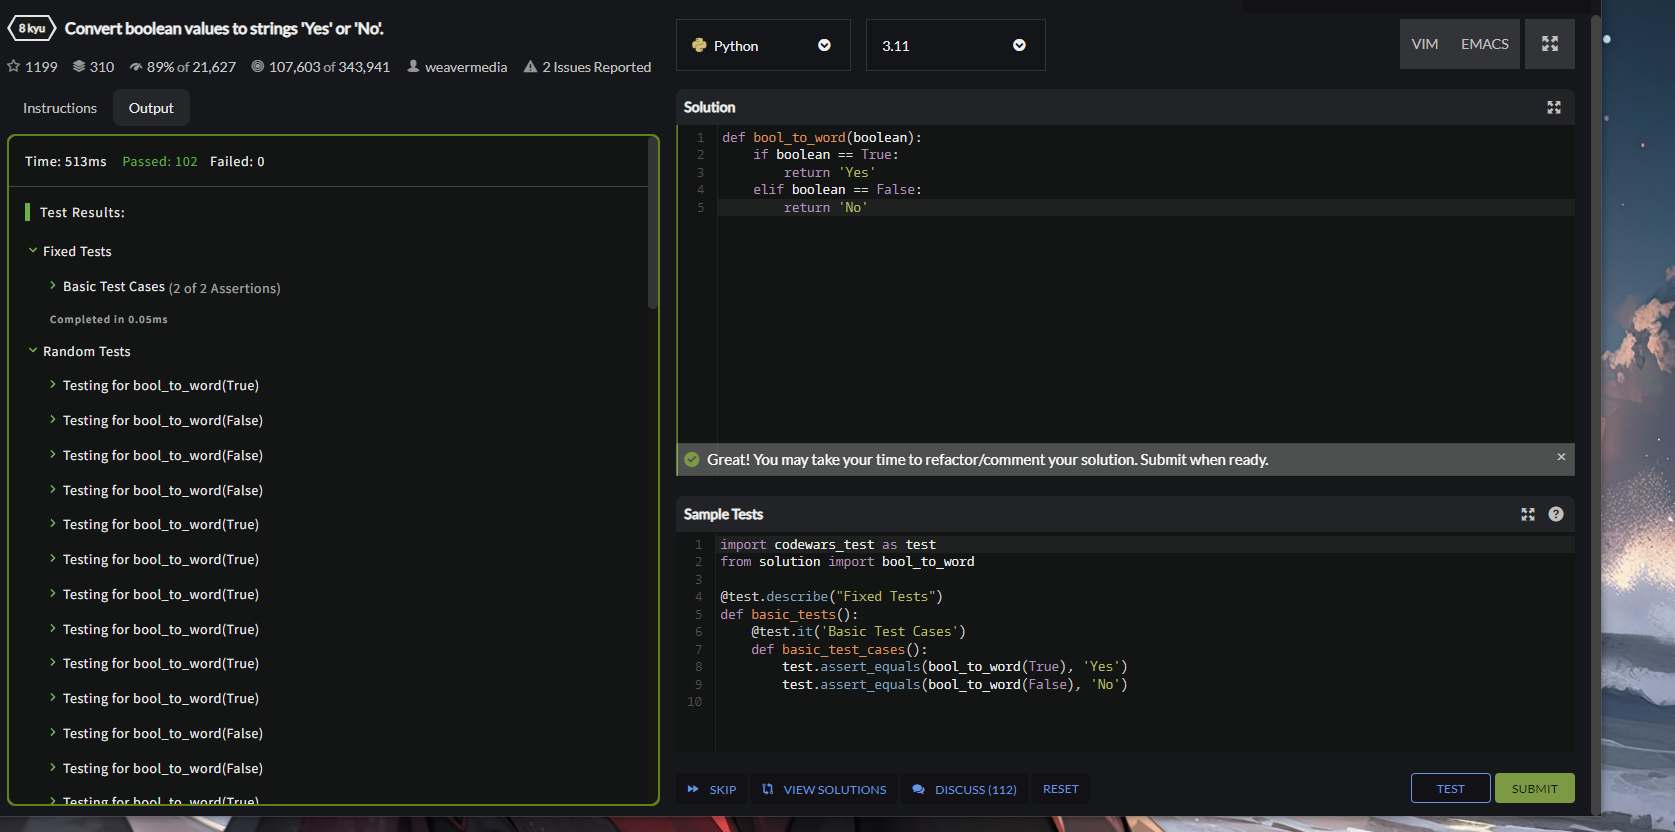 8 kyu Convert boolean values to strings 'Yes' or 'No'.
1199 310 89% of 21,627 107,603 of 343,941 weavermedia 2 Issues Reported
Instructions Output
Time: 513ms Passed: 102 Failed: 0
Test Results:
Fixed Tests
Basic Test Cases (2 of 2 Assertions)
Completed in 0.05ms
Random Tests
Testing for bool_to_word(True)
Testing for bool_to_word(False)
Testing for bool_to_word(False)
Testing for bool_to_word(False)
Testing for bool_to_word(True)
Testing for bool_to_word(True)
Testing for bool_to_word(True)
Testing for bool_to_word(True)
Testing for bool_to_word(True)
Testing for bool_to_word(True)
Testing for bool_to_word(False)
Testing for bool_to_word(False)
Testing for bool_to_word(True)
Python 3.11 VIM EMACS
Solution
1 def bool_to_word(boolean):
2     if boolean == True:
3         return 'Yes'
4     elif boolean == False:
5         return 'No'
Great! You may take your time to refactor/comment your solution. Submit when ready. ×
Sample Tests ?
1 import codewars_test as test
2 from solution import bool_to_word
3
4 @test.describe("Fixed Tests")
5 def basic_tests():
6     @test.it('Basic Test Cases')
7     def basic_test_cases():
8         test.assert_equals(bool_to_word(True), 'Yes')
9         test.assert_equals(bool_to_word(False), 'No')
10
SKIP VIEW SOLUTIONS DISCUSS (112) RESET TEST SUBMIT